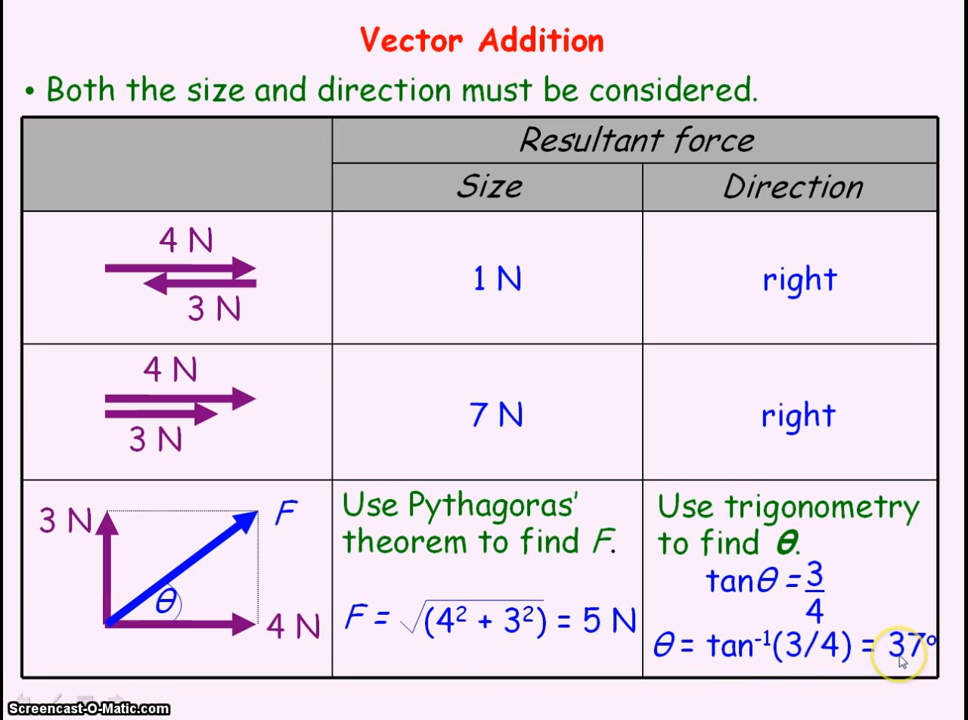 Vector Addition
• Both the size and direction must be considered.
Resultant force
Size
Direction
4 N
3 N
1 N
right
4 N
3 N
7 N
right
3 N
F
θ
4 N
Use Pythagoras’
theorem to find F.
F = √(4² + 3²) = 5 N
Use trigonometry
to find θ.
tanθ = 3/4
θ = tan⁻¹(3/4) = 37°
Screencast-O-Matic.com